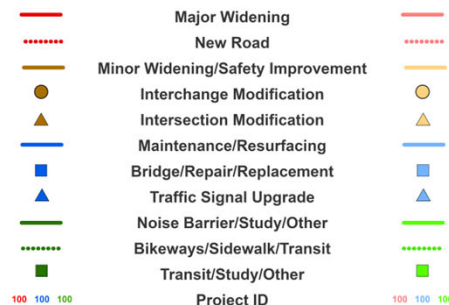 Major Widening
New Road
Minor Widening/Safety Improvement
Interchange Modification
Intersection Modification
Maintenance/Resurfacing
Bridge/Repair/Replacement
Traffic Signal Upgrade
Noise Barrier/Study/Other
Bikeways/Sidewalk/Transit
Transit/Study/Other
100 100 100 Project ID 100 100